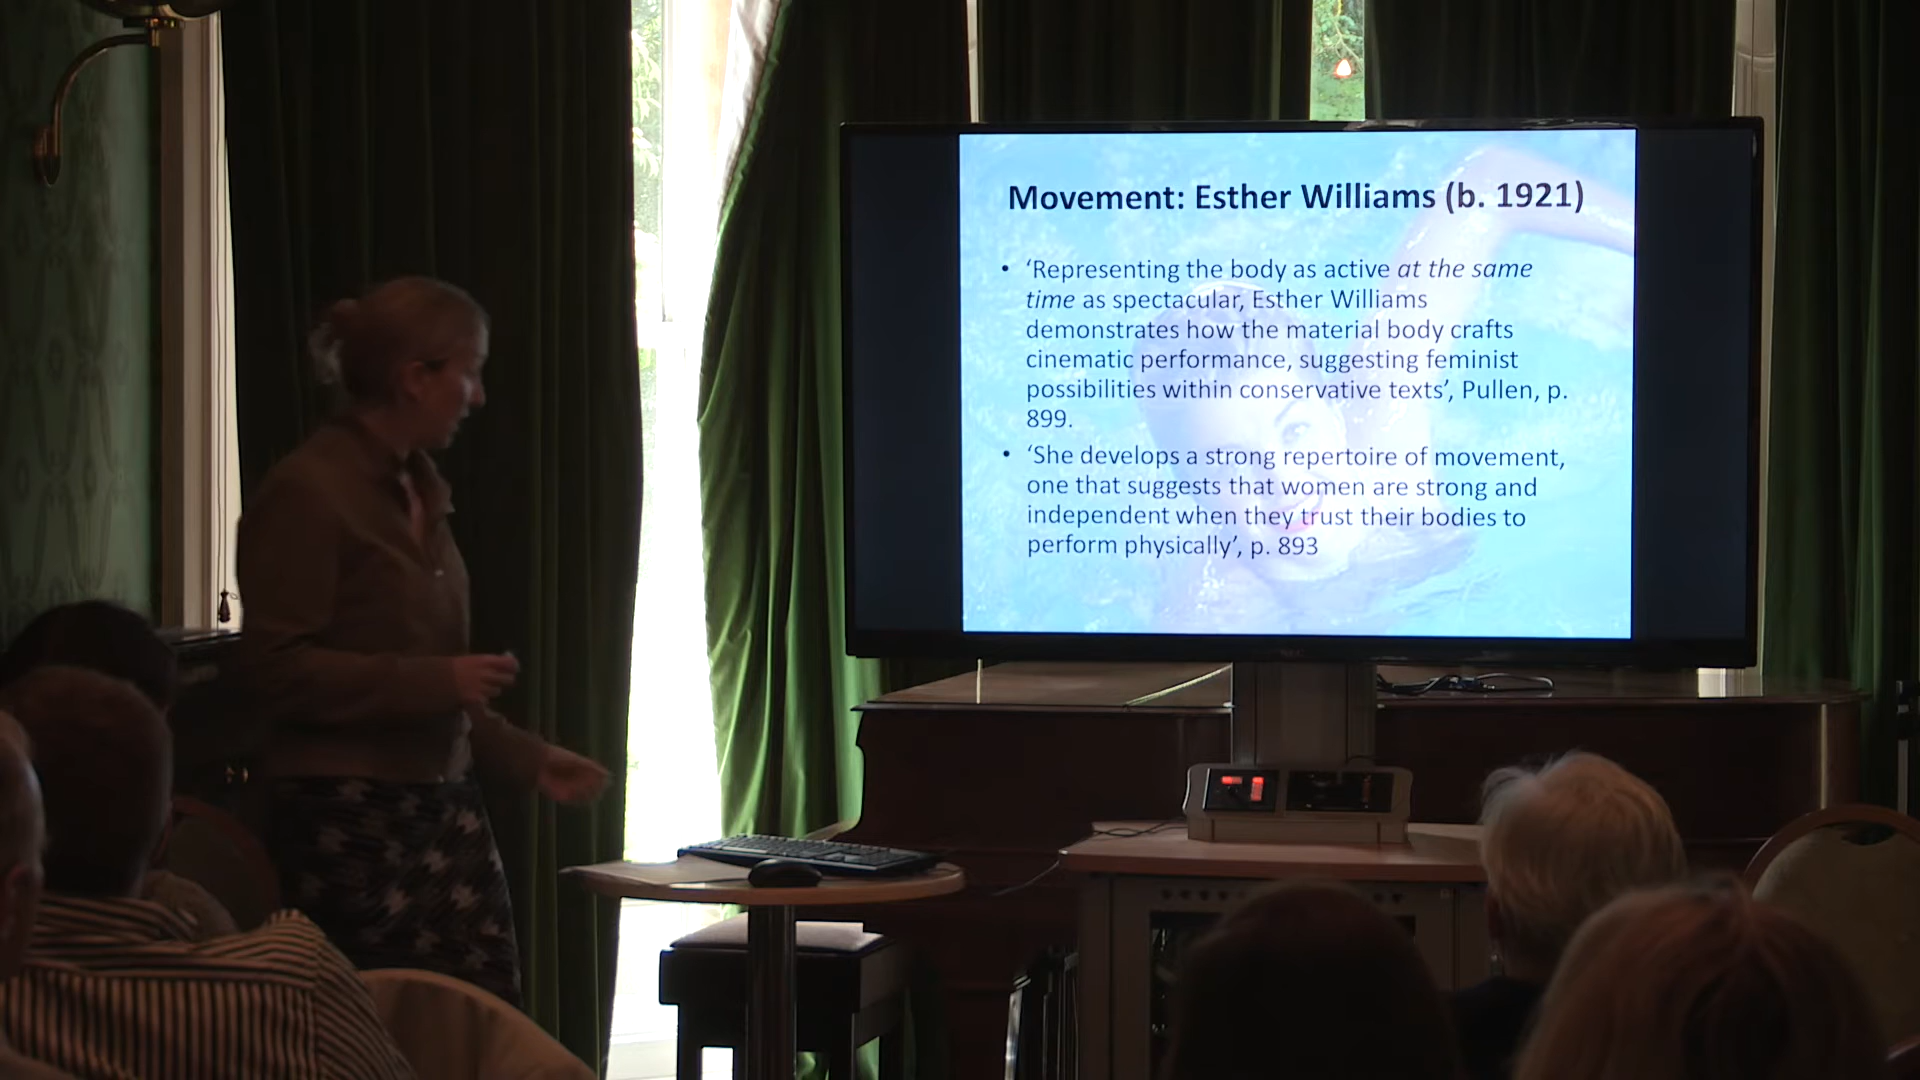 Movement: Esther Williams (b. 1921)
• ‘Representing the body as active at the same
time as spectacular, Esther Williams
demonstrates how the material body crafts
cinematic performance, suggesting feminist
possibilities within conservative texts’, Pullen, p.
899.
• ‘She develops a strong repertoire of movement,
one that suggests that women are strong and
independent when they trust their bodies to
perform physically’, p. 893
NEC